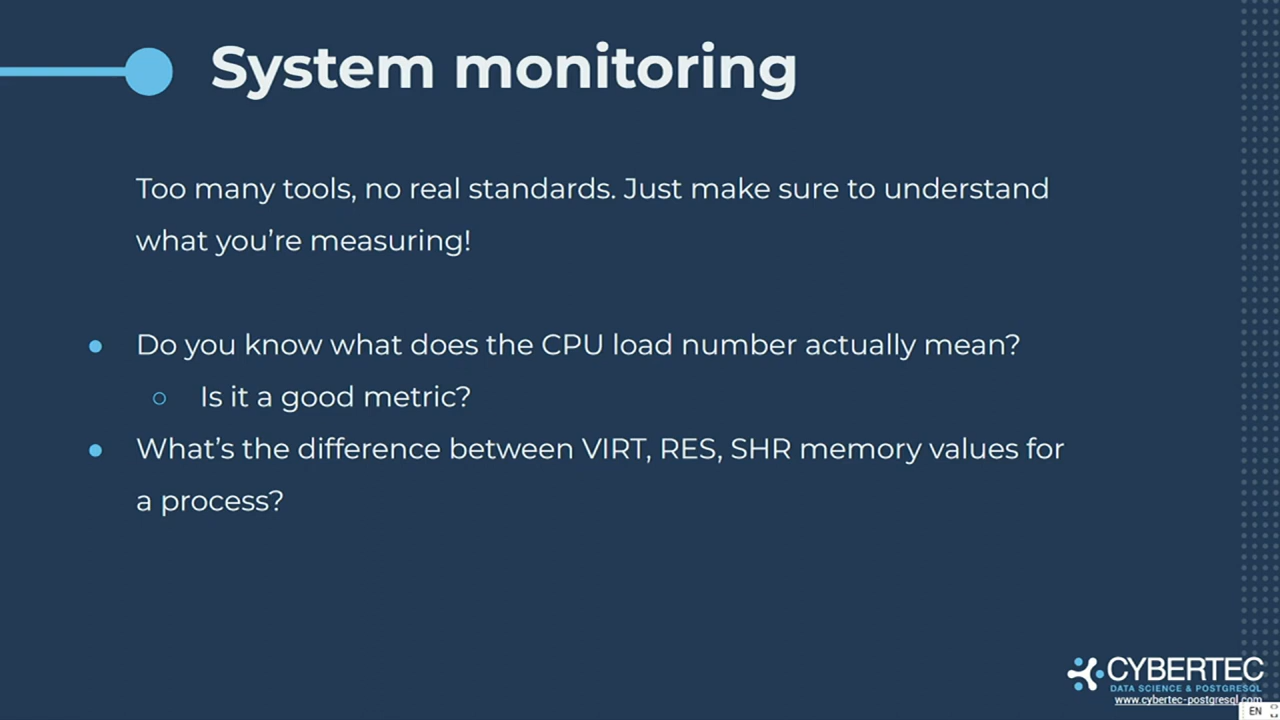 System monitoring
Too many tools, no real standards. Just make sure to understand
what you're measuring!
Do you know what does the CPU load number actually mean?
Is it a good metric?
What's the difference between VIRT, RES, SHR memory values for
a process?
CYBERTEC
DATA SCIENCE & POSTGRESQL
www.cybertec-postgresql.com
EN